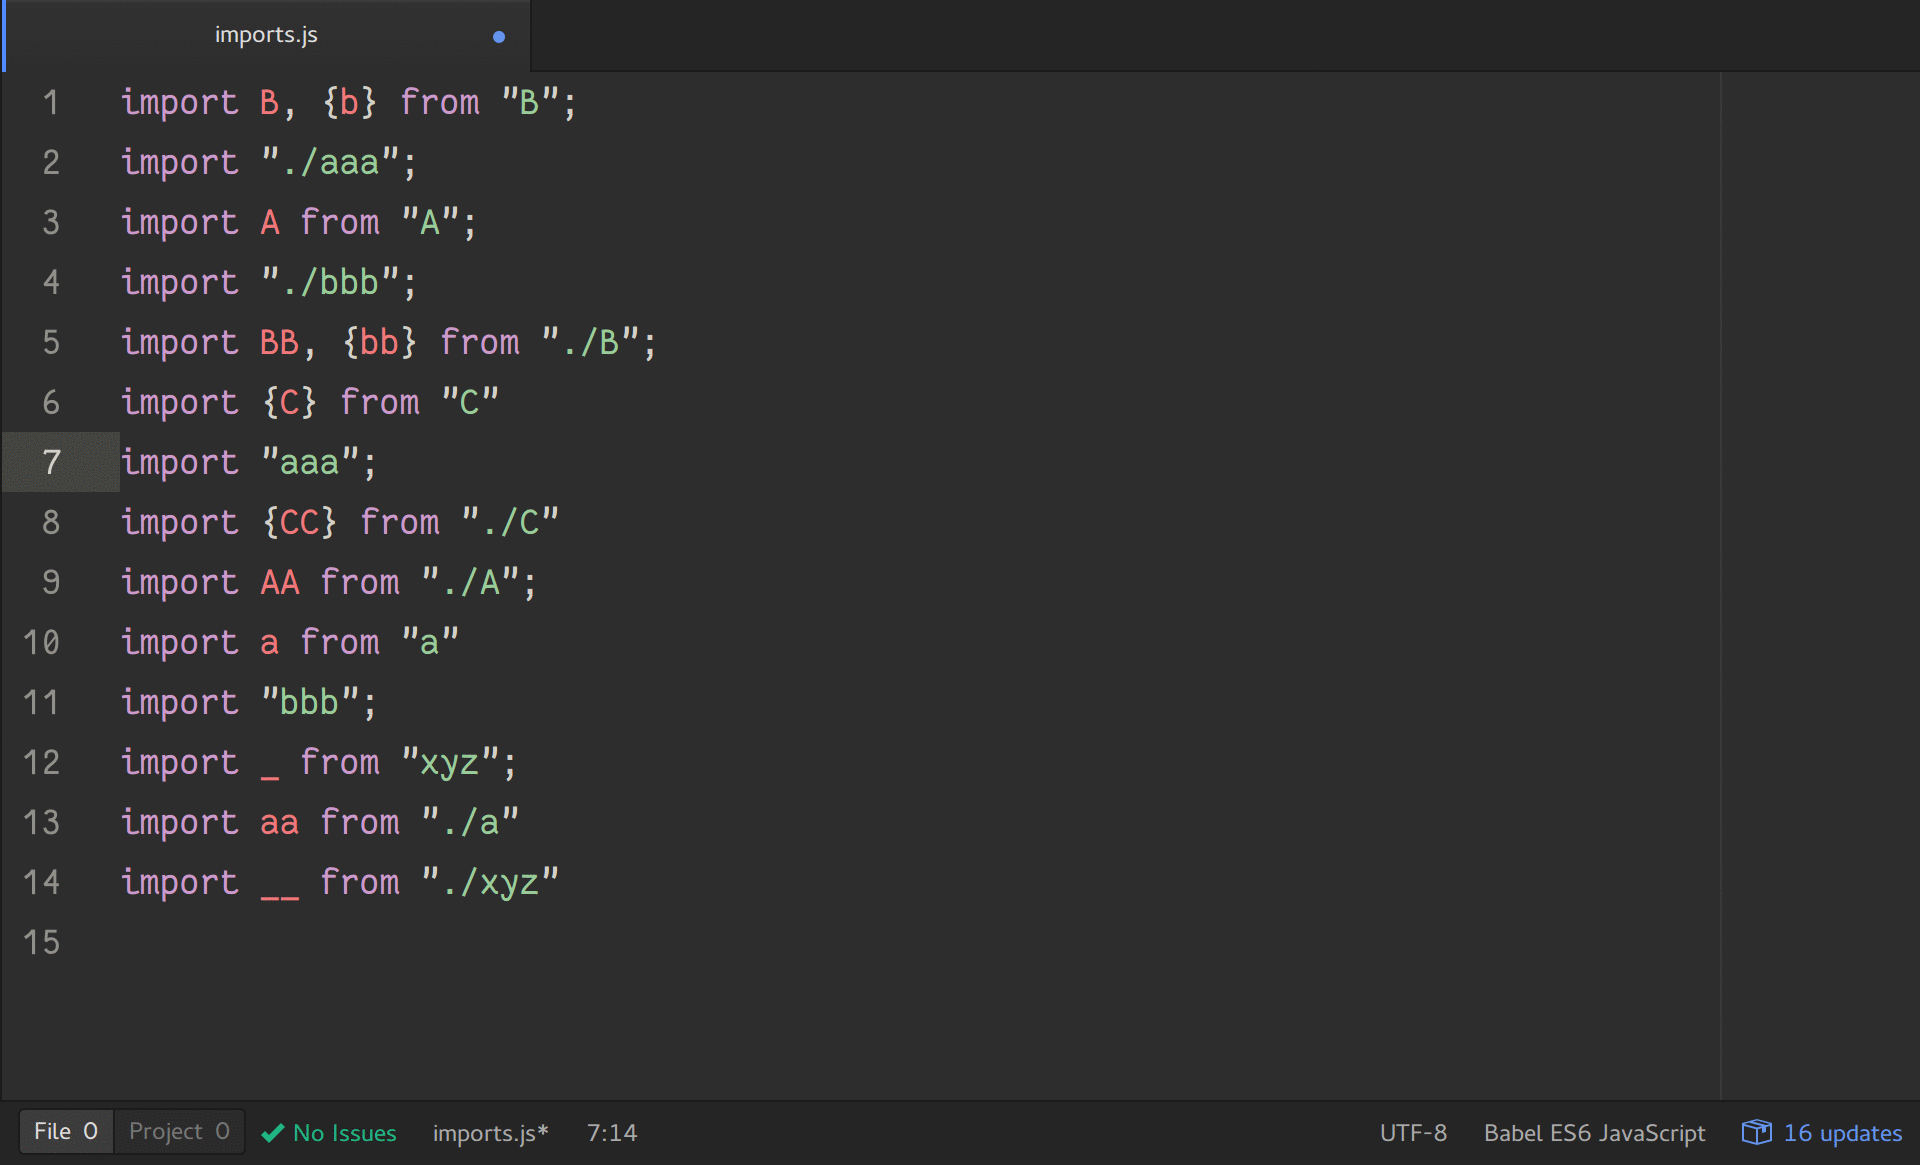 imports.js
1 import B, {b} from "B";
2 import "./aaa";
3 import A from "A";
4 import "./bbb";
5 import BB, {bb} from "./B";
6 import {C} from "C"
7 import "aaa";
8 import {CC} from "./C"
9 import AA from "./A";
10 import a from "a"
11 import "bbb";
12 import _ from "xyz";
13 import aa from "./a"
14 import __ from "./xyz"
15
File 0 Project 0 No Issues imports.js* 7:14 UTF-8 Babel ES6 JavaScript 16 updates